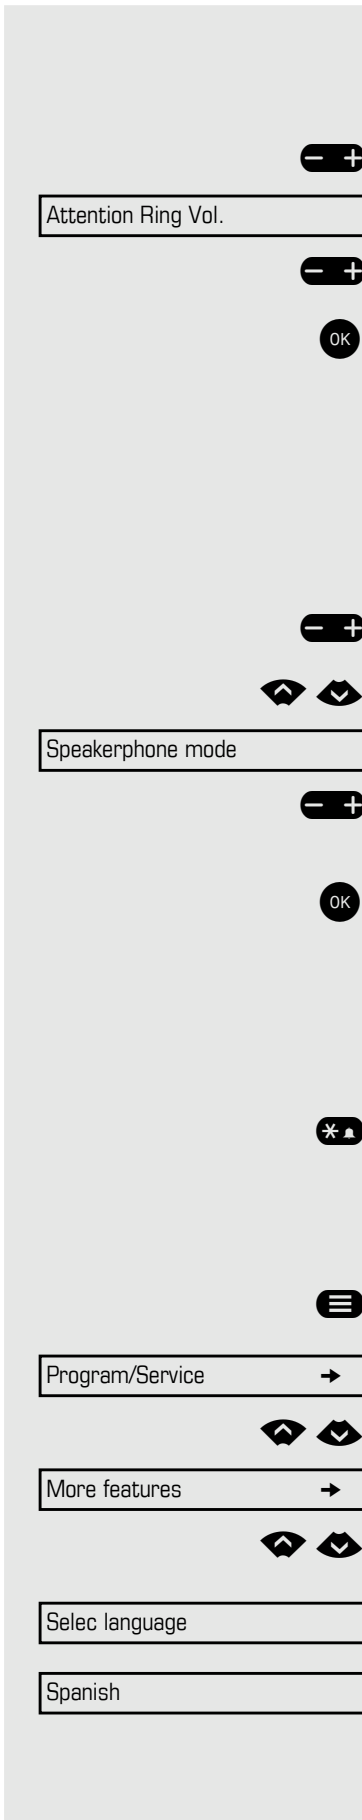 − +
Attention Ring Vol.
− +
OK
− +
Speakerphone mode
− +
OK
*
Program/Service →
More features →
Selec language
Spanish